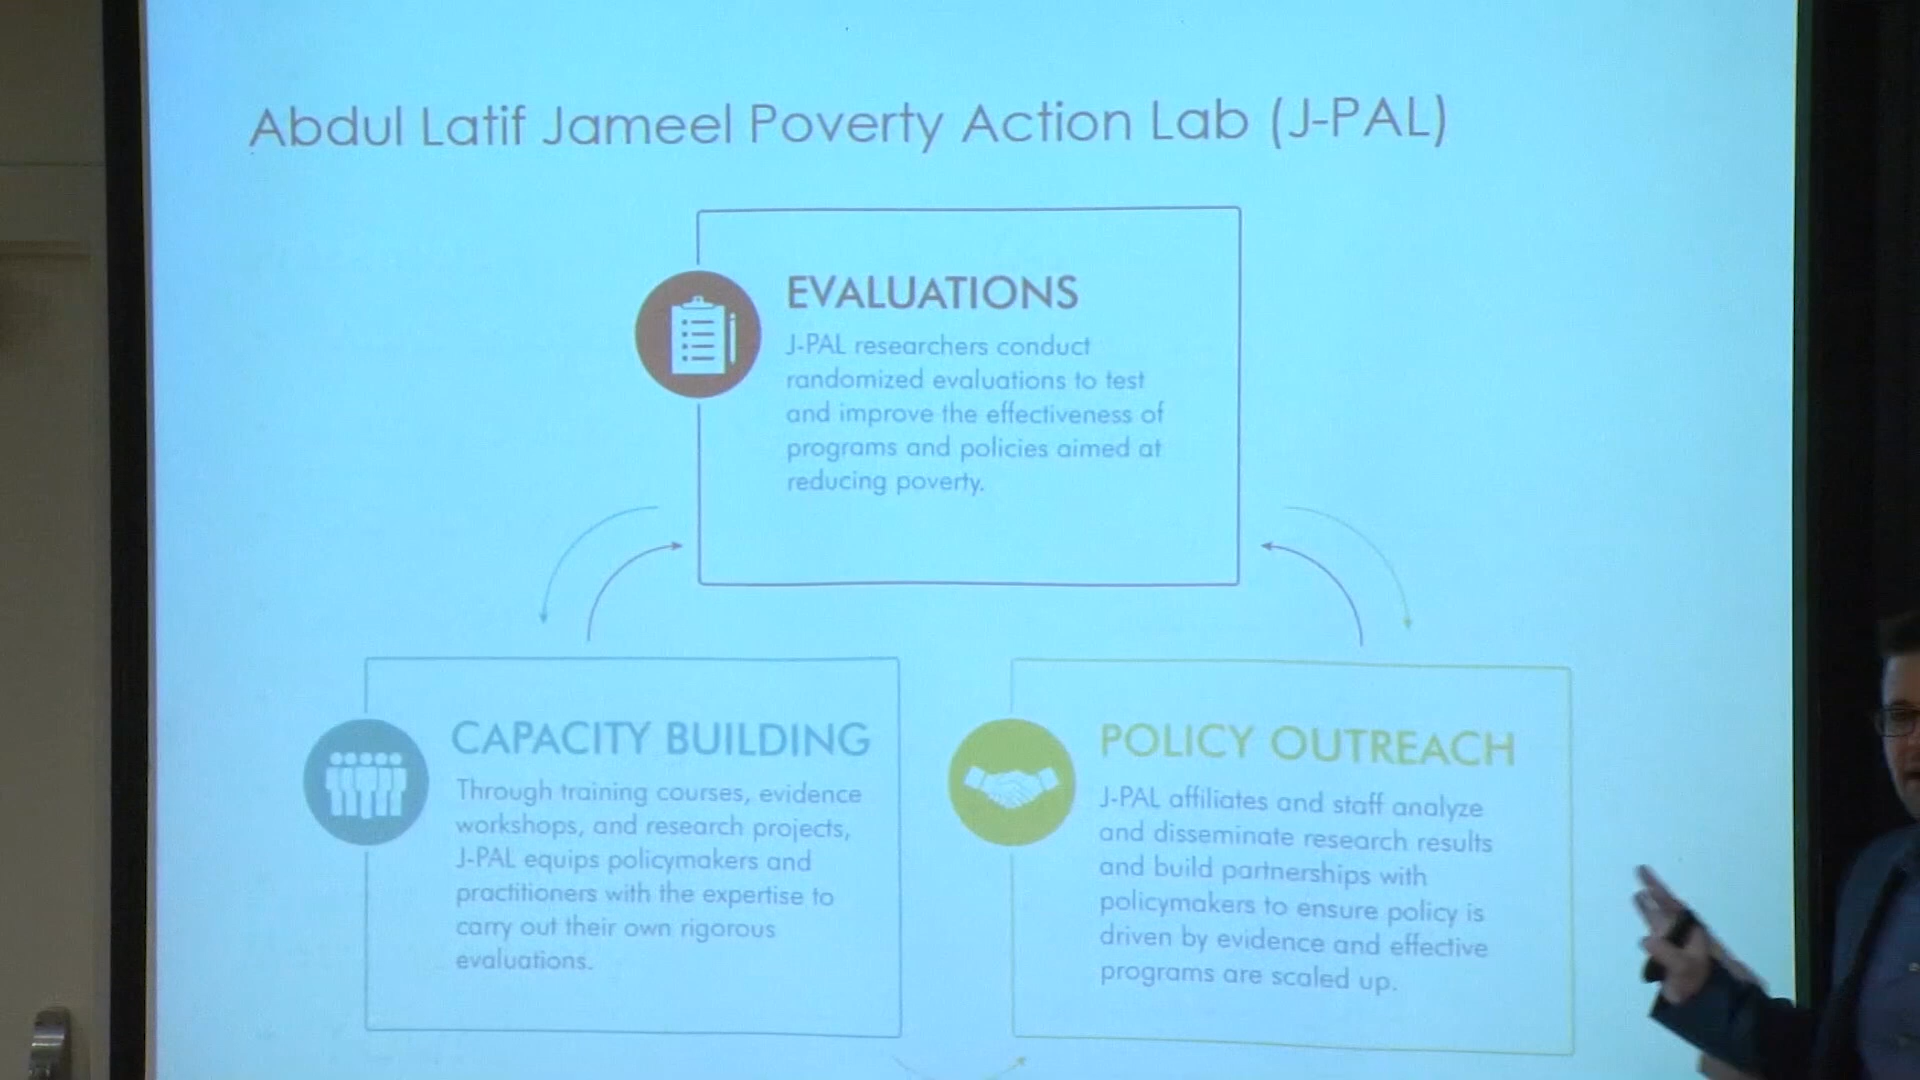 Abdul Latif Jameel Poverty Action Lab (J-PAL)
EVALUATIONS
J-PAL researchers conduct
randomized evaluations to test
and improve the effectiveness of
programs and policies aimed at
reducing poverty.
CAPACITY BUILDING
Through training courses, evidence
workshops, and research projects,
J-PAL equips policymakers and
practitioners with the expertise to
carry out their own rigorous
evaluations.
POLICY OUTREACH
J-PAL affiliates and staff analyze
and disseminate research results
and build partnerships with
policymakers to ensure policy is
driven by evidence and effective
programs are scaled up.